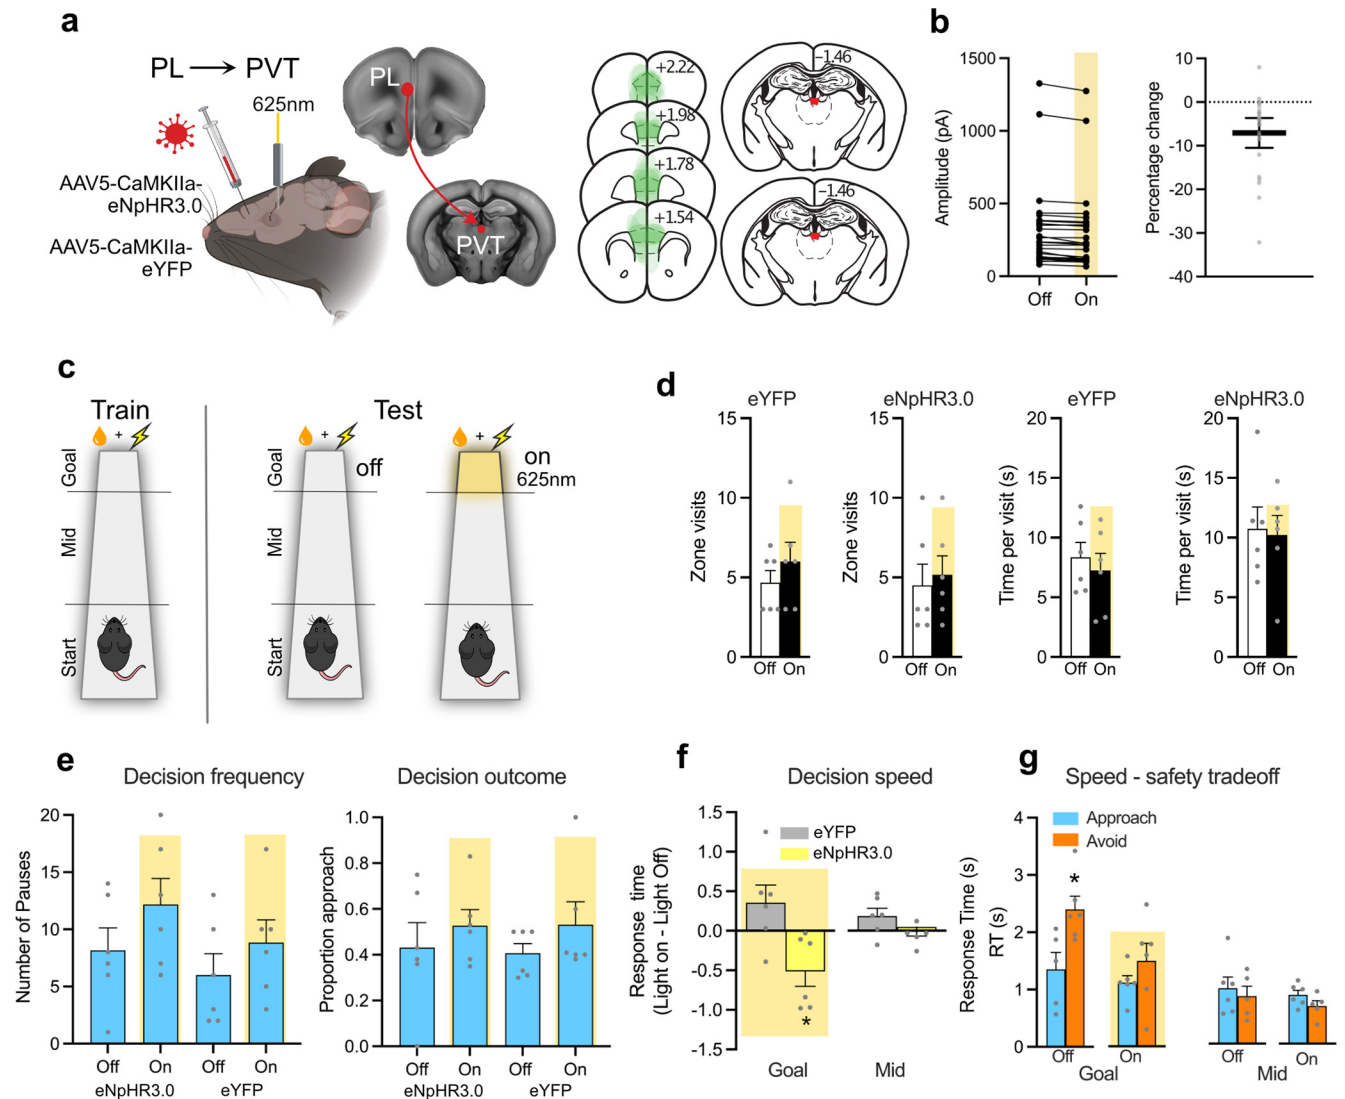 a
PL → PVT
625nm
AAV5-CaMKIIa-
eNpHR3.0
AAV5-CaMKIIa-
eYFP
PL
PVT
+2.22
+1.98
+1.78
+1.54
−1.46
−1.46
b
Amplitude (pA)
1500
1000
500
0
Off On
Percentage change
10
0
-10
-20
-30
-40
c
Train
Test
+
+
+
off
on
625nm
Goal
Mid
Start
Goal
Mid
Start
d
eYFP
Zone visits
15
10
5
0
Off On
eNpHR3.0
Zone visits
15
10
5
0
Off On
eYFP
Time per visit (s)
20
15
10
5
0
Off On
eNpHR3.0
Time per visit (s)
20
15
10
5
0
Off On
e
Decision frequency
Number of Pauses
20
15
10
5
0
Off On Off On
eNpHR3.0 eYFP
Decision outcome
Proportion approach
1.0
0.8
0.6
0.4
0.2
0.0
Off On Off On
eNpHR3.0 eYFP
f
Decision speed
Response time
(Light on - Light Off)
1.5
1.0
0.5
0.0
-0.5
-1.0
-1.5
eYFP
eNpHR3.0
*
Goal Mid
g
Speed - safety tradeoff
Response Time (s)
RT (s)
4
3
2
1
0
Approach
Avoid
*
Off On Off On
Goal Mid